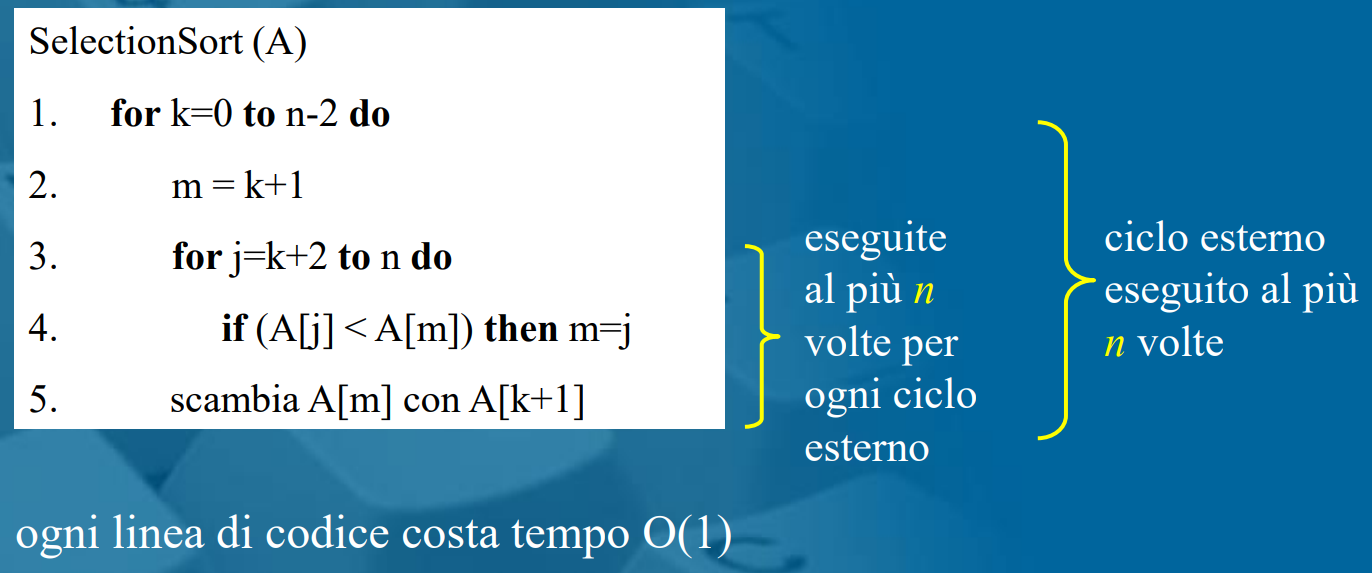 SelectionSort (A)
1. for k=0 to n-2 do
2. m = k+1
3. for j=k+2 to n do
4. if (A[j] < A[m]) then m=j
5. scambia A[m] con A[k+1]
eseguite
al più n
volte per
ogni ciclo
esterno
ciclo esterno
eseguito al più
n volte
ogni linea di codice costa tempo O(1)